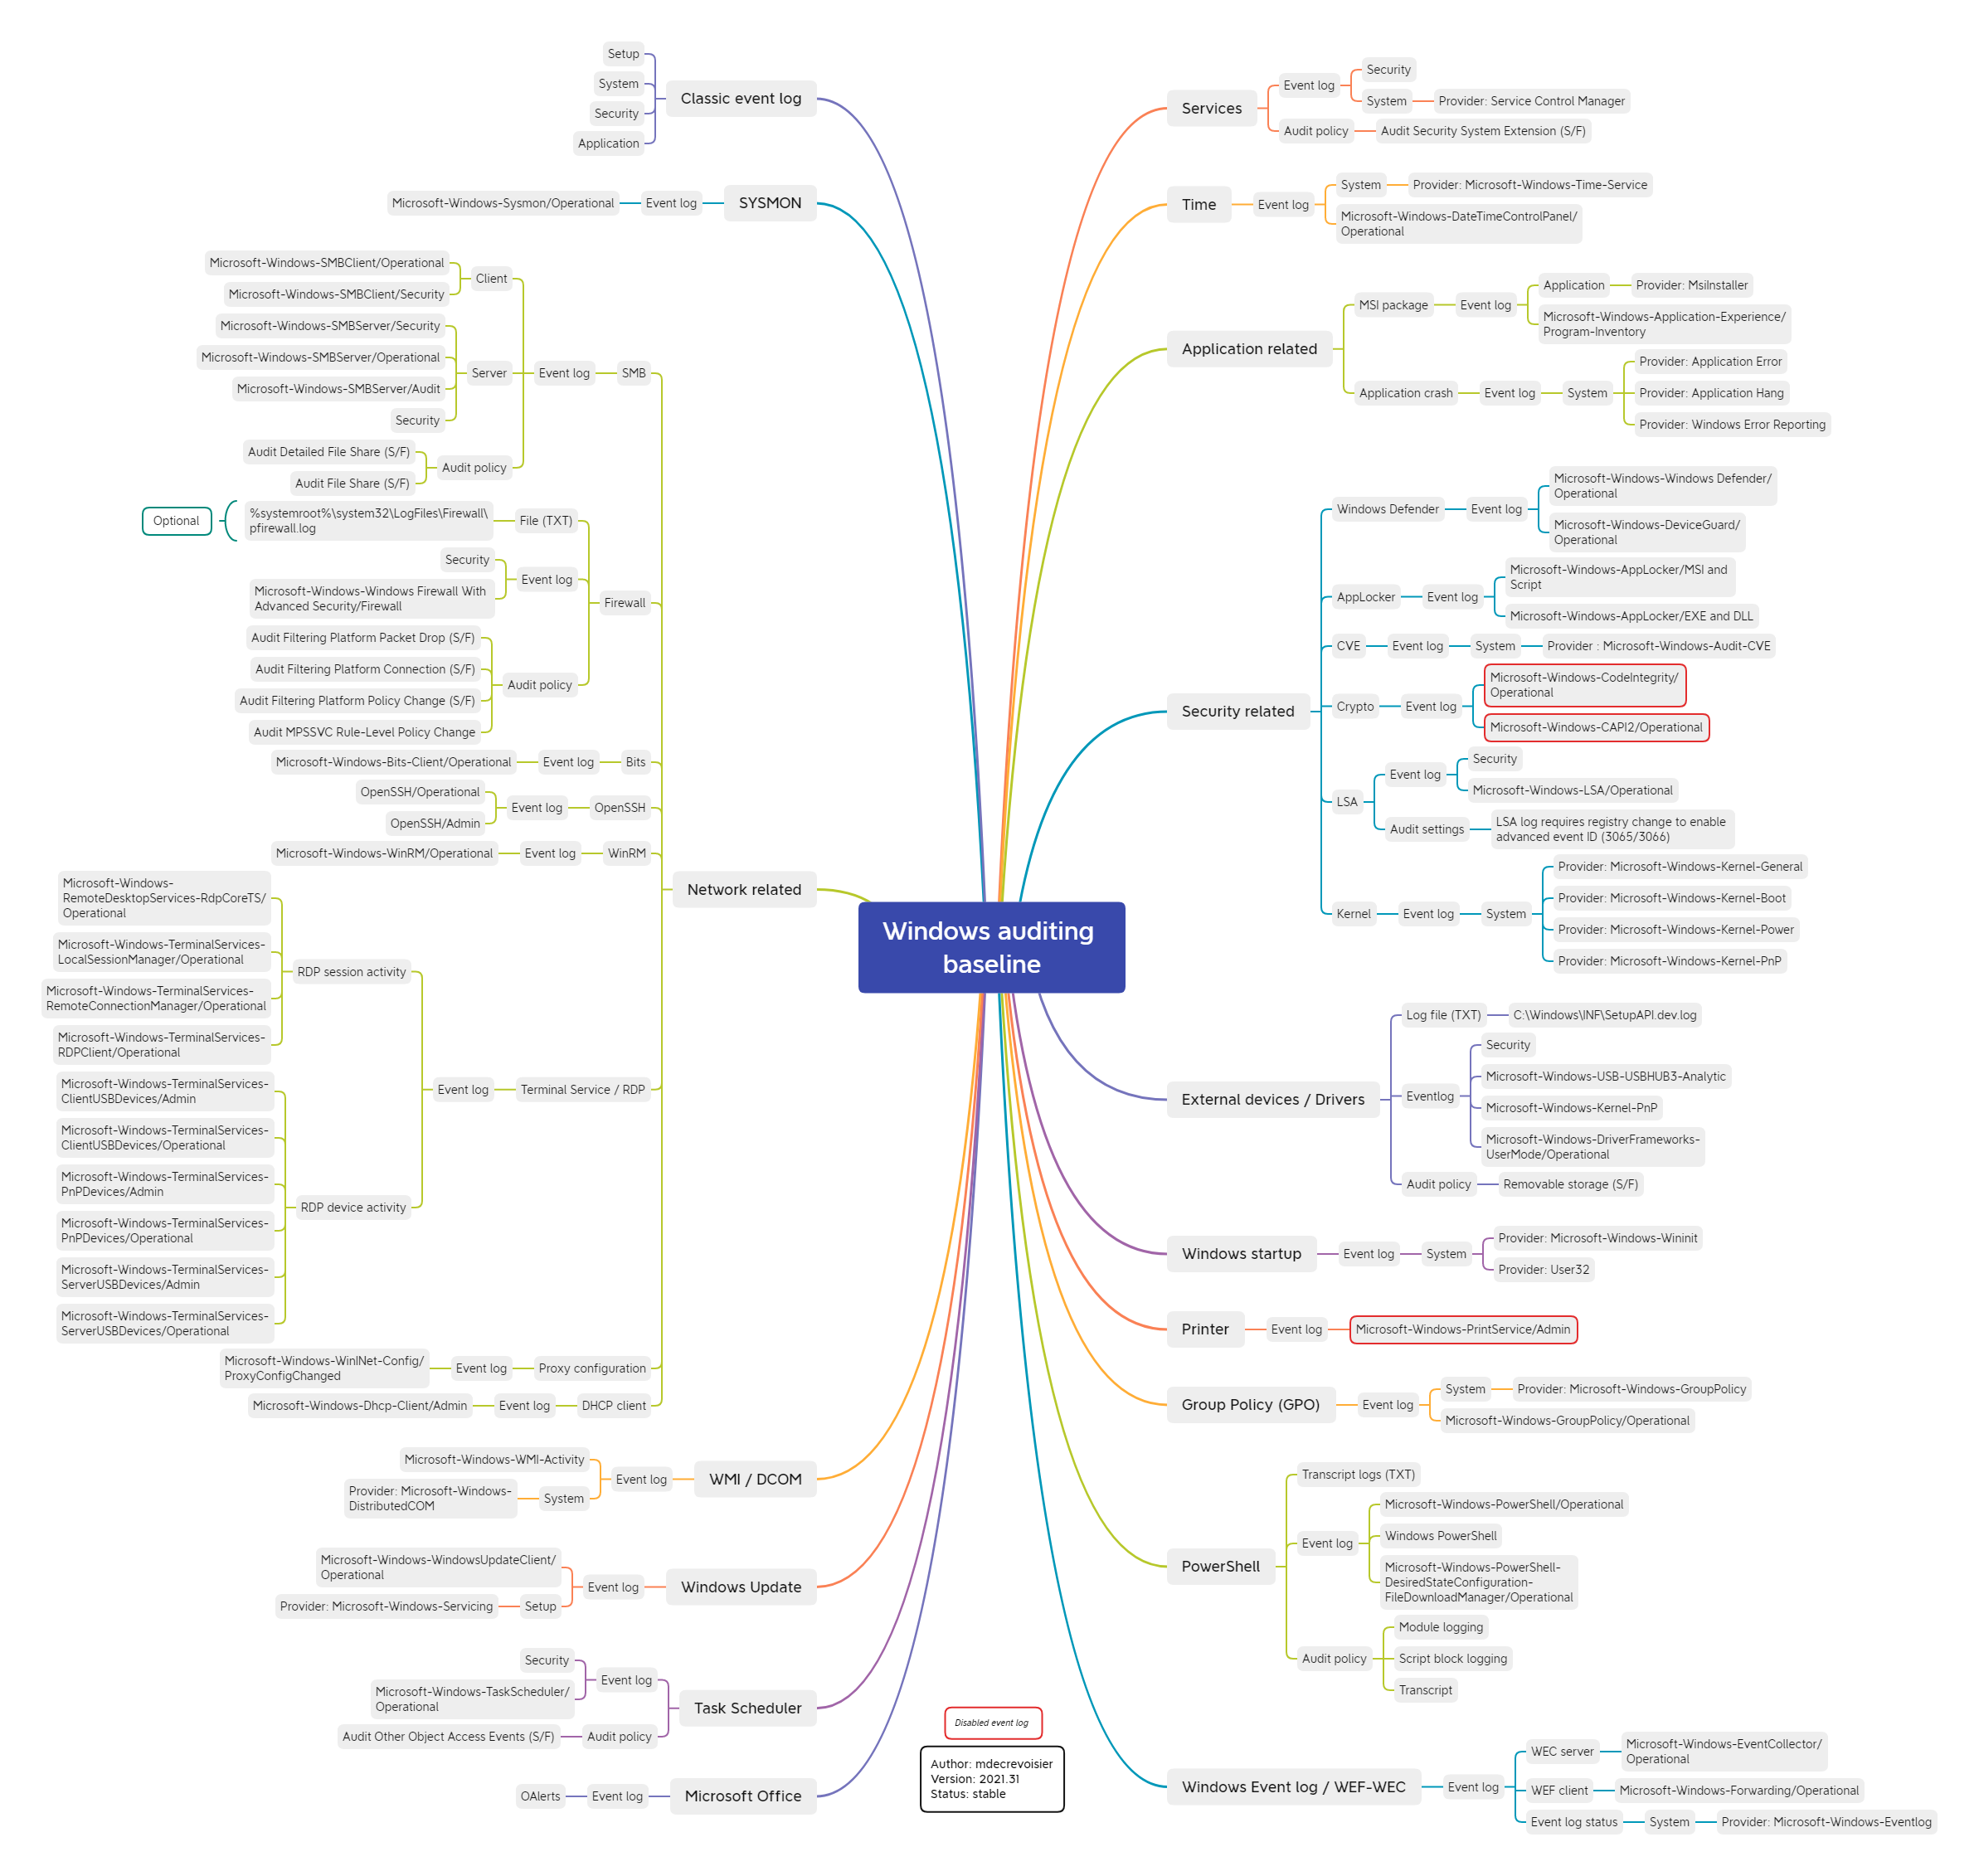 Windows auditing
baseline
Classic event log
Setup
System
Security
Application
SYSMON
Event log
Microsoft-Windows-Sysmon/Operational
Network related
SMB
Event log
Client
Microsoft-Windows-SMBClient/Operational
Microsoft-Windows-SMBClient/Security
Server
Microsoft-Windows-SMBServer/Security
Microsoft-Windows-SMBServer/Operational
Microsoft-Windows-SMBServer/Audit
Security
Audit policy
Audit Detailed File Share (S/F)
Audit File Share (S/F)
Firewall
File (TXT)
%systemroot%\system32\LogFiles\Firewall\
pfirewall.log
Optional
Event log
Security
Microsoft-Windows-Windows Firewall With
Advanced Security/Firewall
Audit policy
Audit Filtering Platform Packet Drop (S/F)
Audit Filtering Platform Connection (S/F)
Audit Filtering Platform Policy Change (S/F)
Audit MPSSVC Rule-Level Policy Change
Bits
Event log
Microsoft-Windows-Bits-Client/Operational
OpenSSH
Event log
OpenSSH/Operational
OpenSSH/Admin
WinRM
Event log
Microsoft-Windows-WinRM/Operational
Terminal Service / RDP
Event log
RDP session activity
Microsoft-Windows-
RemoteDesktopServices-RdpCoreTS/
Operational
Microsoft-Windows-TerminalServices-
LocalSessionManager/Operational
Microsoft-Windows-TerminalServices-
RemoteConnectionManager/Operational
Microsoft-Windows-TerminalServices-
RDPClient/Operational
RDP device activity
Microsoft-Windows-TerminalServices-
ClientUSBDevices/Admin
Microsoft-Windows-TerminalServices-
ClientUSBDevices/Operational
Microsoft-Windows-TerminalServices-
PnPDevices/Admin
Microsoft-Windows-TerminalServices-
PnPDevices/Operational
Microsoft-Windows-TerminalServices-
ServerUSBDevices/Admin
Microsoft-Windows-TerminalServices-
ServerUSBDevices/Operational
Proxy configuration
Event log
Microsoft-Windows-WinINet-Config/
ProxyConfigChanged
DHCP client
Event log
Microsoft-Windows-Dhcp-Client/Admin
WMI / DCOM
Event log
Microsoft-Windows-WMI-Activity
System
Provider: Microsoft-Windows-
DistributedCOM
Windows Update
Event log
Microsoft-Windows-WindowsUpdateClient/
Operational
Setup
Provider: Microsoft-Windows-Servicing
Task Scheduler
Event log
Security
Microsoft-Windows-TaskScheduler/
Operational
Audit policy
Audit Other Object Access Events (S/F)
Microsoft Office
Event log
OAlerts
Services
Event log
Security
System
Provider: Service Control Manager
Audit policy
Audit Security System Extension (S/F)
Time
Event log
System
Provider: Microsoft-Windows-Time-Service
Microsoft-Windows-DateTimeControlPanel/
Operational
Application related
MSI package
Event log
Application
Provider: MsiInstaller
Microsoft-Windows-Application-Experience/
Program-Inventory
Application crash
Event log
System
Provider: Application Error
Provider: Application Hang
Provider: Windows Error Reporting
Security related
Windows Defender
Event log
Microsoft-Windows-Windows Defender/
Operational
Microsoft-Windows-DeviceGuard/
Operational
AppLocker
Event log
Microsoft-Windows-AppLocker/MSI and
Script
Microsoft-Windows-AppLocker/EXE and DLL
CVE
Event log
System
Provider : Microsoft-Windows-Audit-CVE
Crypto
Event log
Microsoft-Windows-CodeIntegrity/
Operational
Microsoft-Windows-CAPI2/Operational
LSA
Event log
Security
Microsoft-Windows-LSA/Operational
Audit settings
LSA log requires registry change to enable
advanced event ID (3065/3066)
Kernel
Event log
System
Provider: Microsoft-Windows-Kernel-General
Provider: Microsoft-Windows-Kernel-Boot
Provider: Microsoft-Windows-Kernel-Power
Provider: Microsoft-Windows-Kernel-PnP
External devices / Drivers
Log file (TXT)
C:\Windows\INF\SetupAPI.dev.log
Eventlog
Security
Microsoft-Windows-USB-USBHUB3-Analytic
Microsoft-Windows-Kernel-PnP
Microsoft-Windows-DriverFrameworks-
UserMode/Operational
Audit policy
Removable storage (S/F)
Windows startup
Event log
System
Provider: Microsoft-Windows-Wininit
Provider: User32
Printer
Event log
Microsoft-Windows-PrintService/Admin
Group Policy (GPO)
Event log
System
Provider: Microsoft-Windows-GroupPolicy
Microsoft-Windows-GroupPolicy/Operational
PowerShell
Transcript logs (TXT)
Event log
Microsoft-Windows-PowerShell/Operational
Windows PowerShell
Microsoft-Windows-PowerShell-
DesiredStateConfiguration-
FileDownloadManager/Operational
Audit policy
Module logging
Script block logging
Transcript
Windows Event log / WEF-WEC
Event log
WEC server
Microsoft-Windows-EventCollector/
Operational
WEF client
Microsoft-Windows-Forwarding/Operational
Event log status
System
Provider: Microsoft-Windows-Eventlog
Disabled event log
Author: mdecrevoisier
Version: 2021.31
Status: stable